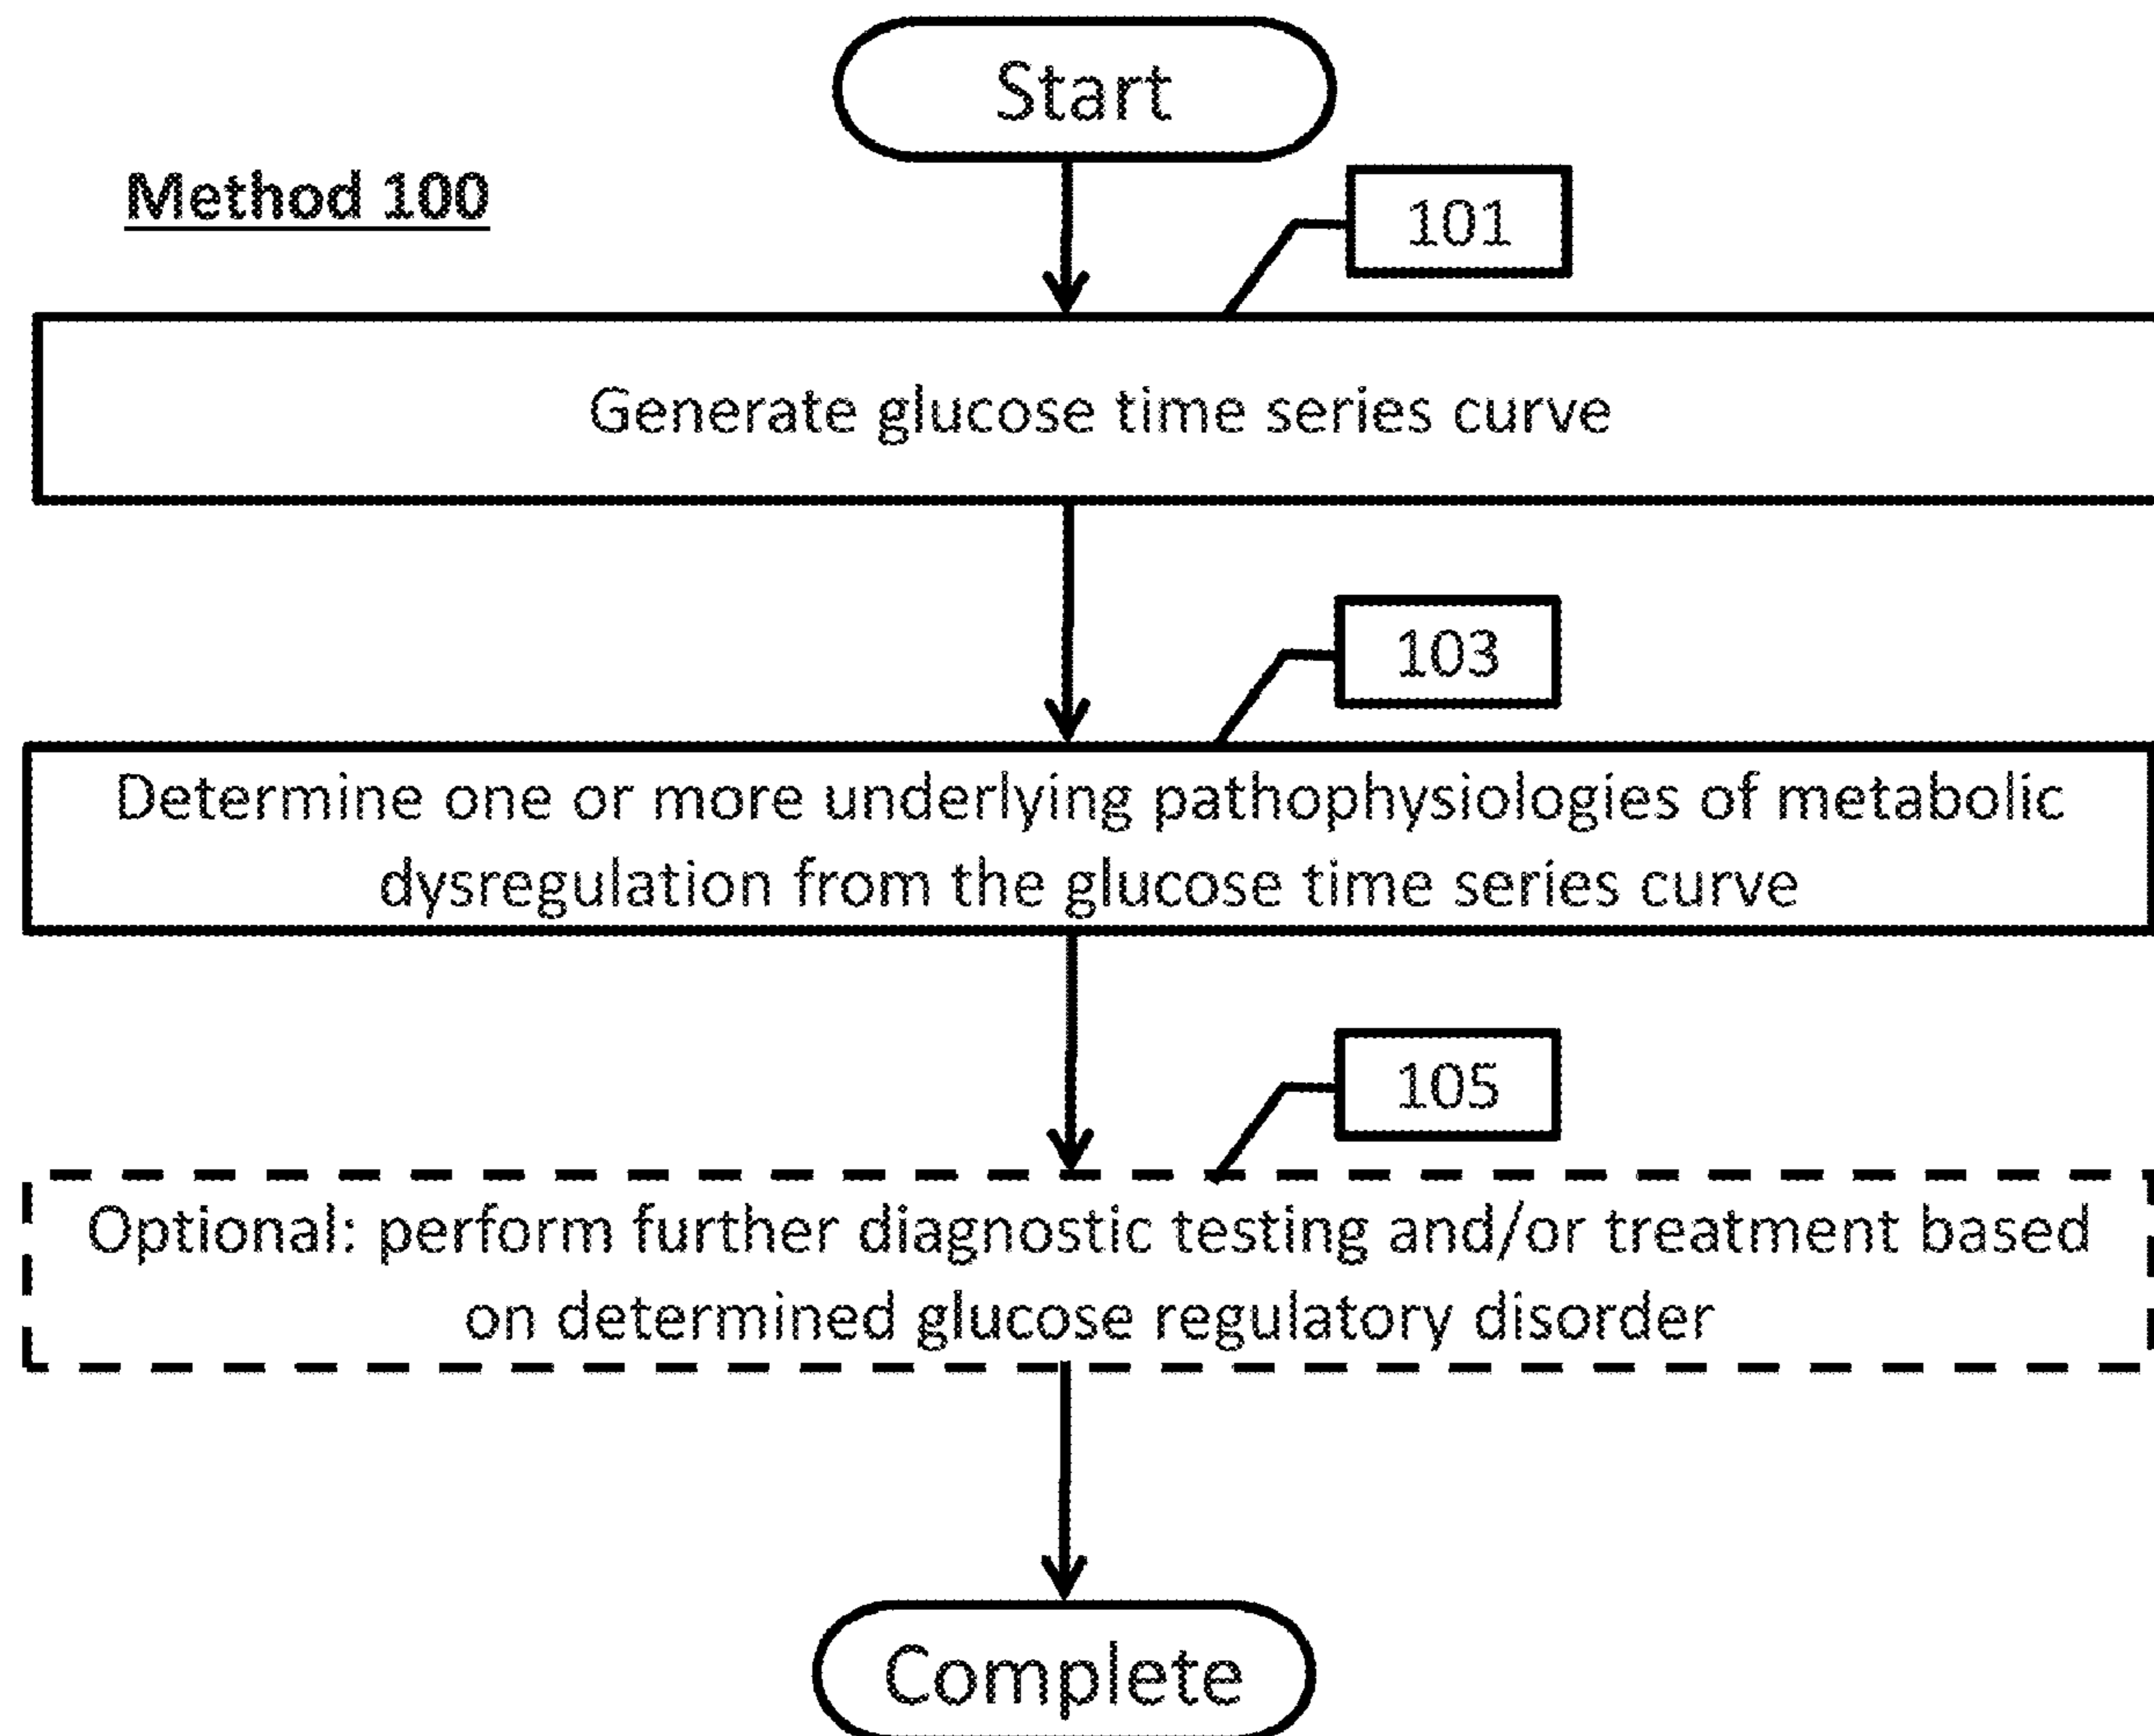 Start
Method 100
101
Generate glucose time series curve
103
Determine one or more underlying pathophysiologies of metabolic
dysregulation from the glucose time series curve
105
Optional: perform further diagnostic testing and/or treatment based
on determined glucose regulatory disorder
Complete